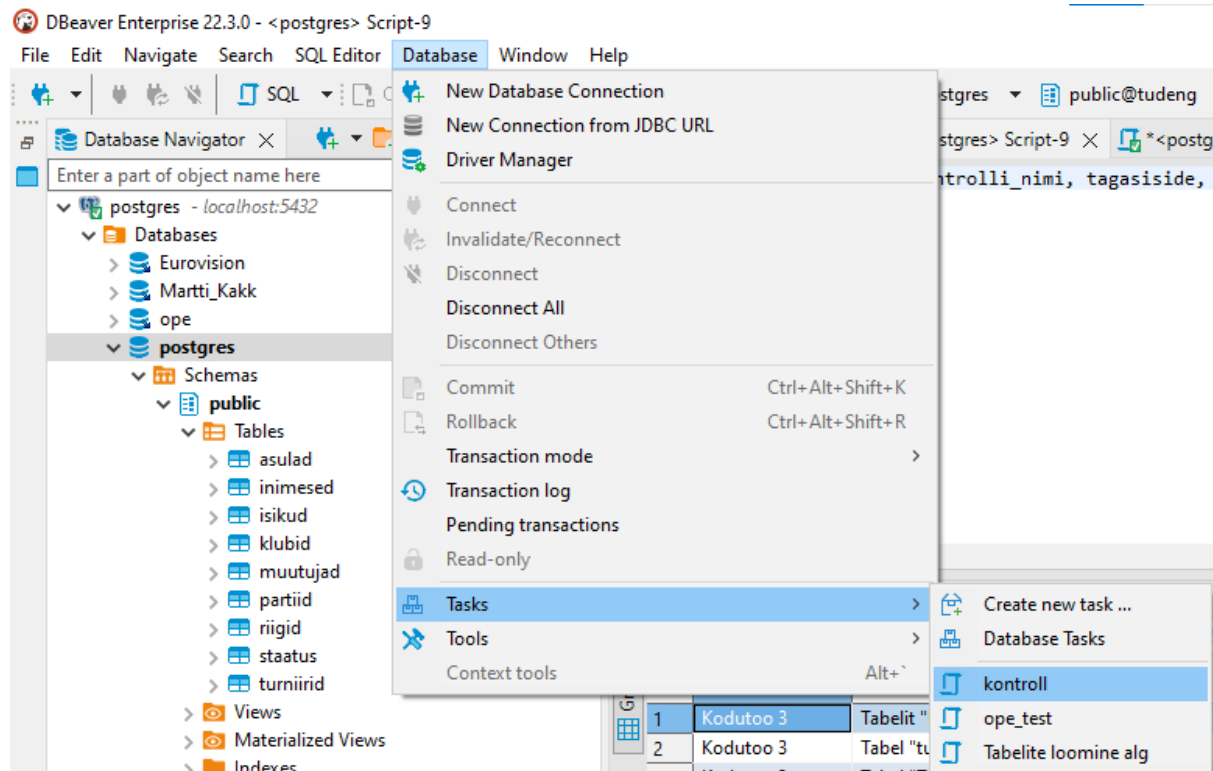 DBeaver Enterprise 22.3.0 - <postgres> Script-9
File Edit Navigate Search SQL Editor Database Window Help
SQL
stgres public@tudeng
Database Navigator
stgres> Script-9 *<postg
Enter a part of object name here
ntrolli_nimi, tagasiside,
postgres - localhost:5432
Databases
Eurovision
Martti_Kakk
ope
postgres
Schemas
public
Tables
asulad
inimesed
isikud
klubid
muutujad
partiid
riigid
staatus
turniirid
Views
Materialized Views
Indexes
New Database Connection
New Connection from JDBC URL
Driver Manager
Connect
Invalidate/Reconnect
Disconnect
Disconnect All
Disconnect Others
Commit Ctrl+Alt+Shift+K
Rollback Ctrl+Alt+Shift+R
Transaction mode
Transaction log
Pending transactions
Read-only
Tasks
Tools
Context tools Alt+`
Create new task ...
Database Tasks
kontroll
ope_test
Tabelite loomine alg
1 Kodutoo 3 Tabelit "
2 Kodutoo 3 Tabel "tu